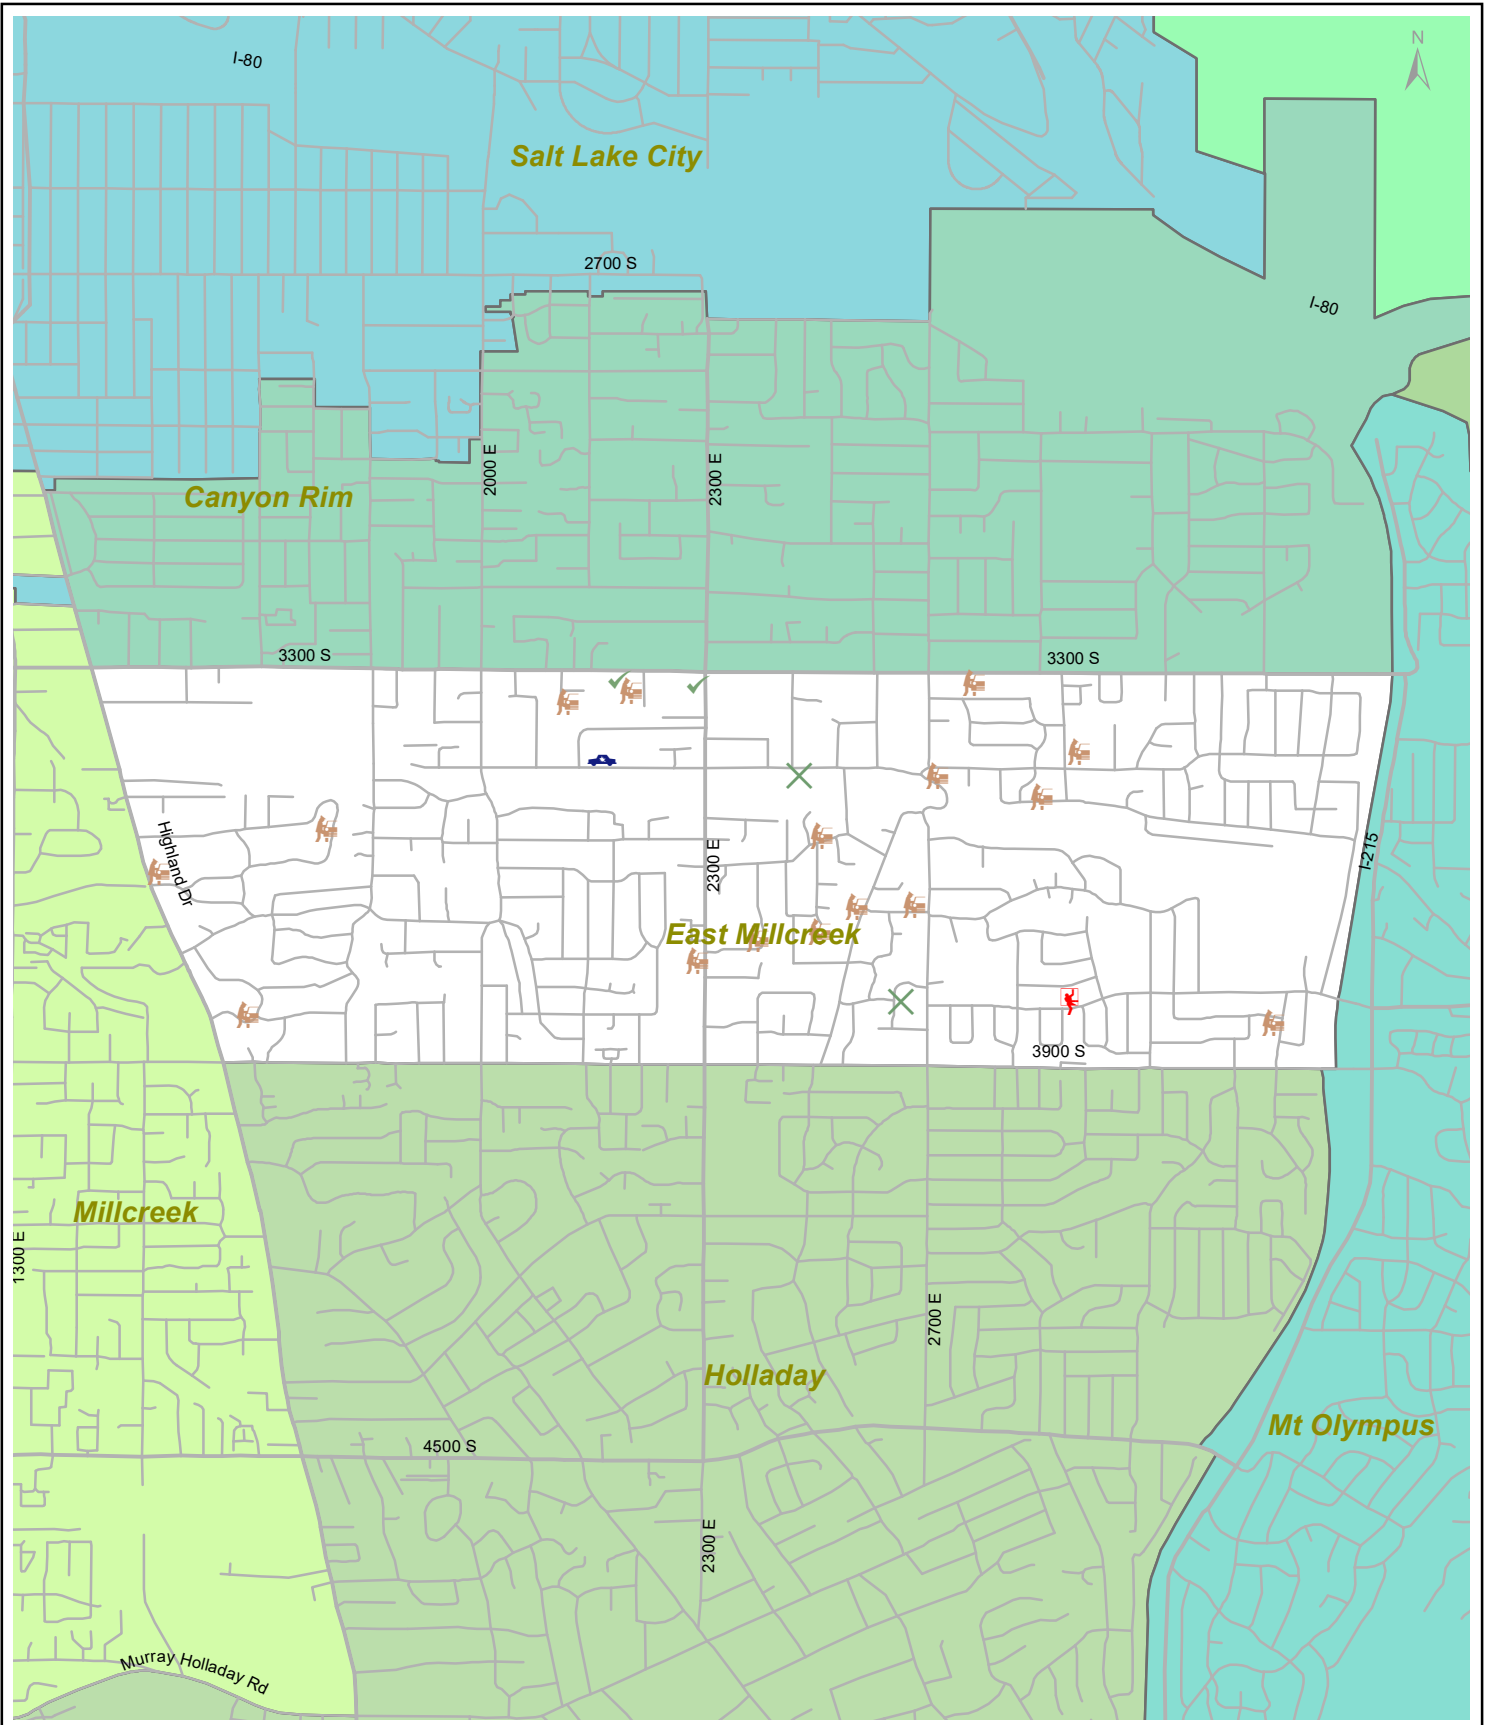 N
I-80
Salt Lake City
2700 S
I-80
2000 E
2300 E
Canyon Rim
3300 S
3300 S
Highland Dr
2300 E
I-215
East Millcreek
3900 S
Millcreek
1300 E
2700 E
Holladay
Mt Olympus
4500 S
2300 E
Murray Holladay Rd